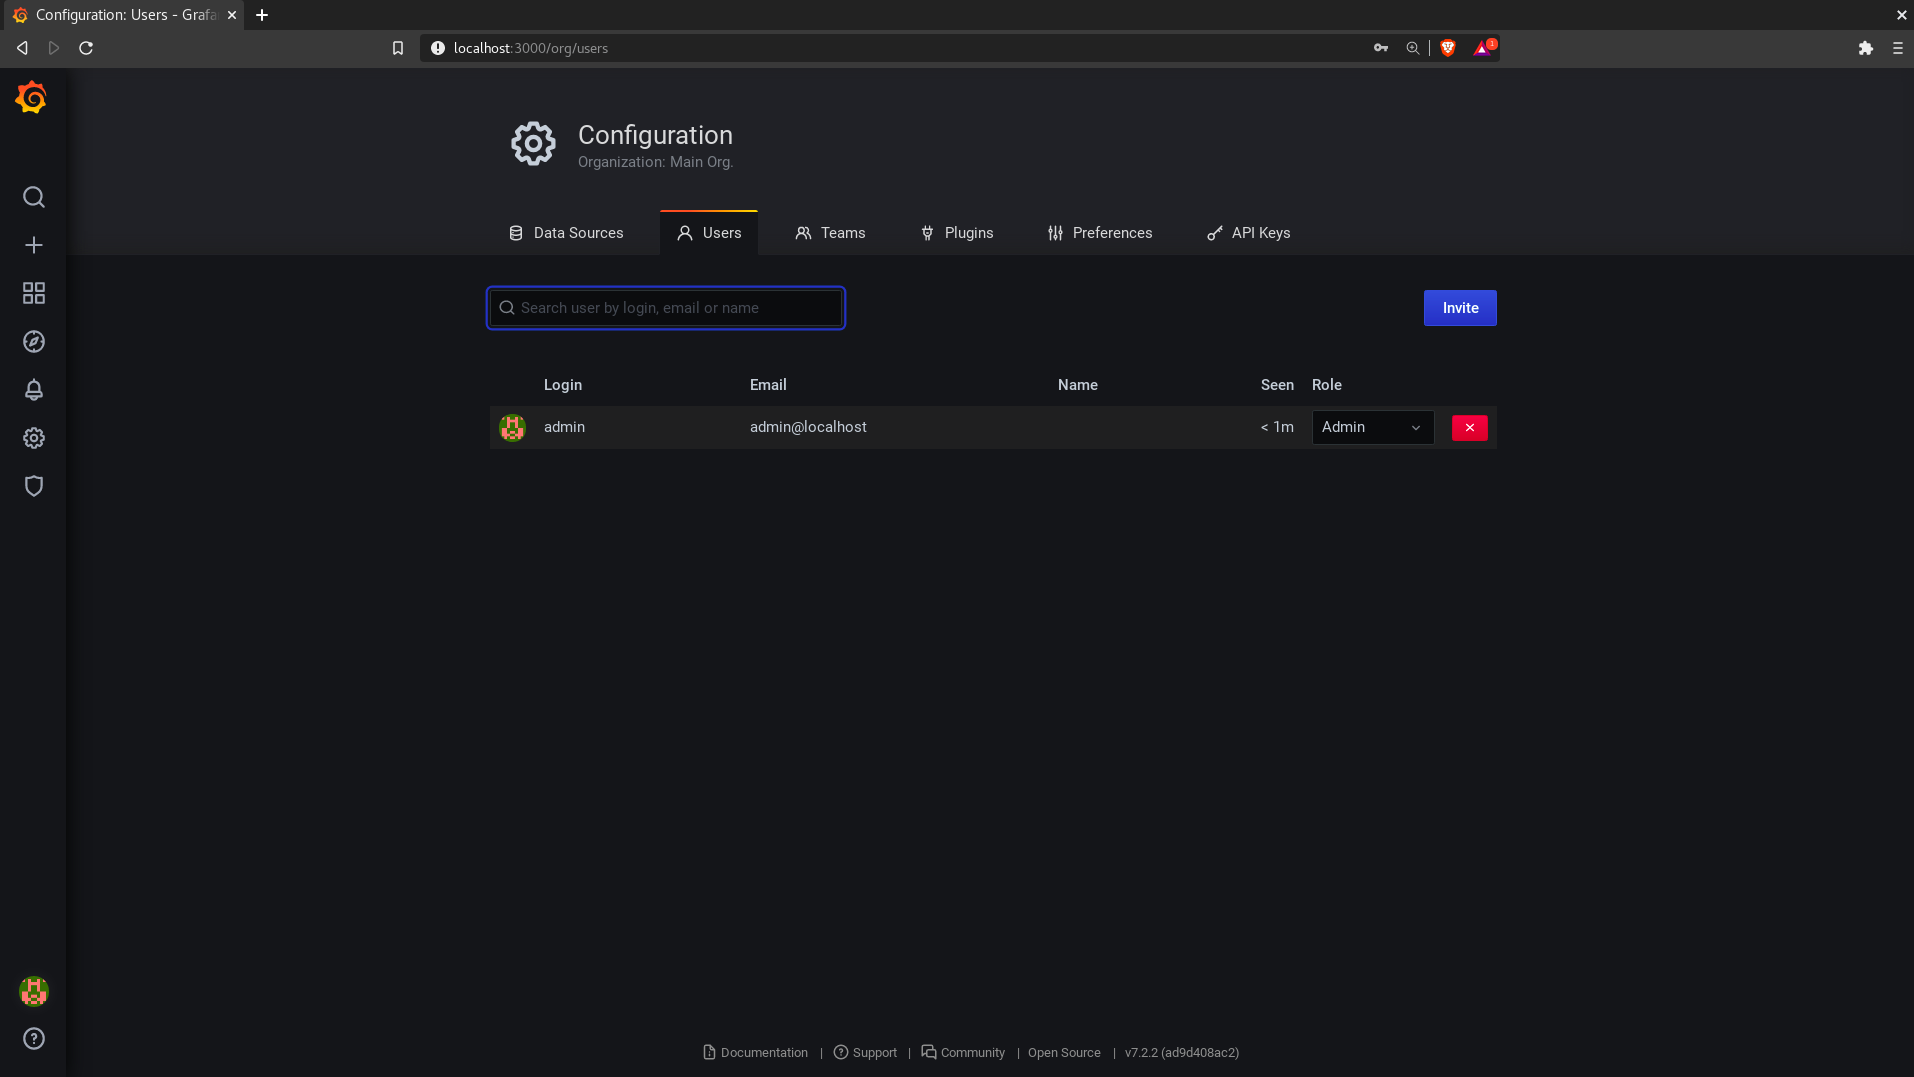 Configuration: Users - Grafa
localhost:3000/org/users
1
Configuration
Organization: Main Org.
Data Sources
Users
Teams
Plugins
Preferences
API Keys
Search user by login, email or name
Invite
Login Email Name Seen Role
admin admin@localhost < 1m Admin
Documentation | Support | Community | Open Source | v7.2.2 (ad9d408ac2)